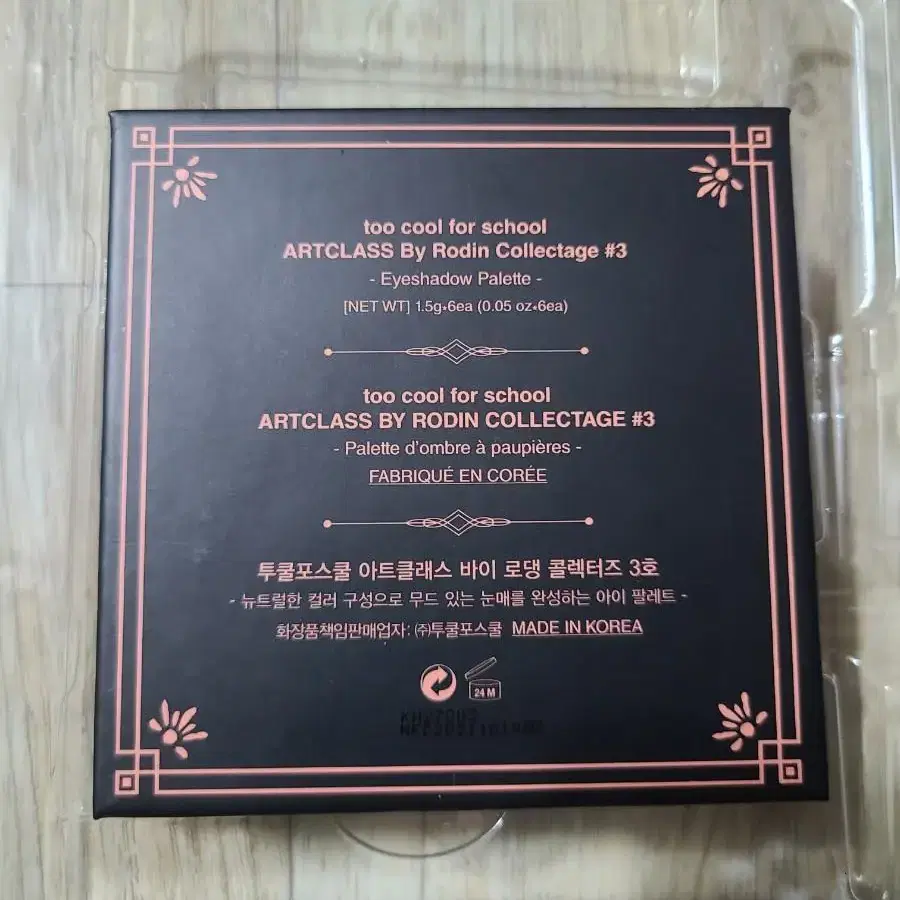 too cool for school
ARTCLASS By Rodin Collectage #3
- Eyeshadow Palette -
[NET WT] 1.5g*6ea (0.05 oz*6ea)
too cool for school
ARTCLASS BY RODIN COLLECTAGE #3
- Palette d'ombre à paupières -
FABRIQUÉ EN CORÉE
투쿨포스쿨 아트클래스 바이 로댕 콜렉터즈 3호
- 뉴트럴한 컬러 구성으로 무드 있는 눈매를 완성하는 아이 팔레트 -
화장품책임판매업자: ㈜투쿨포스쿨 MADE IN KOREA
24 M